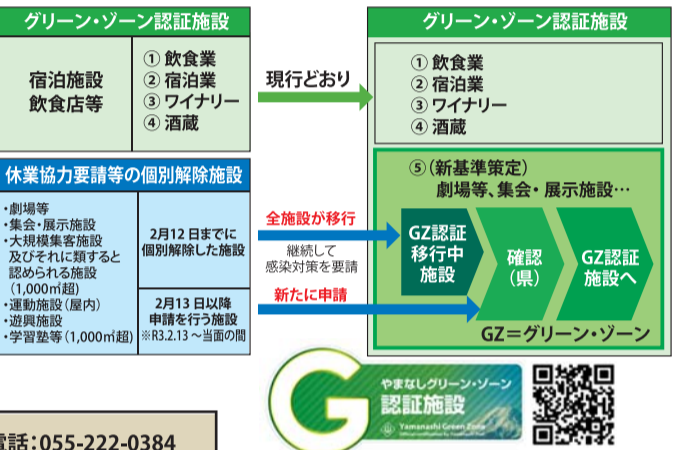 グリーン・ゾーン認証施設
宿泊施設
飲食店等
① 飲食業
② 宿泊業
③ ワイナリー
④ 酒蔵
休業協力要請等の個別解除施設
・劇場等
・集会・展示施設
・大規模集客施設
及びそれに類すると
認められる施設
(1,000㎡超)
・運動施設(屋内)
・遊興施設
・学習塾等(1,000㎡超)
2月12日までに
個別解除した施設
2月13日以降
申請を行う施設
※R3.2.13～当面の間
現行どおり
全施設が移行
継続して
感染対策を要請
新たに申請
グリーン・ゾーン認証施設
① 飲食業
② 宿泊業
③ ワイナリー
④ 酒蔵
⑤(新基準策定)
劇場等、集会・展示施設…
GZ認証
移行中
施設
確認
(県)
GZ認証
施設へ
GZ=グリーン・ゾーン
G
やまなしグリーン・ゾーン
認証施設
Yamanashi Green Zone
電話:055-222-0384